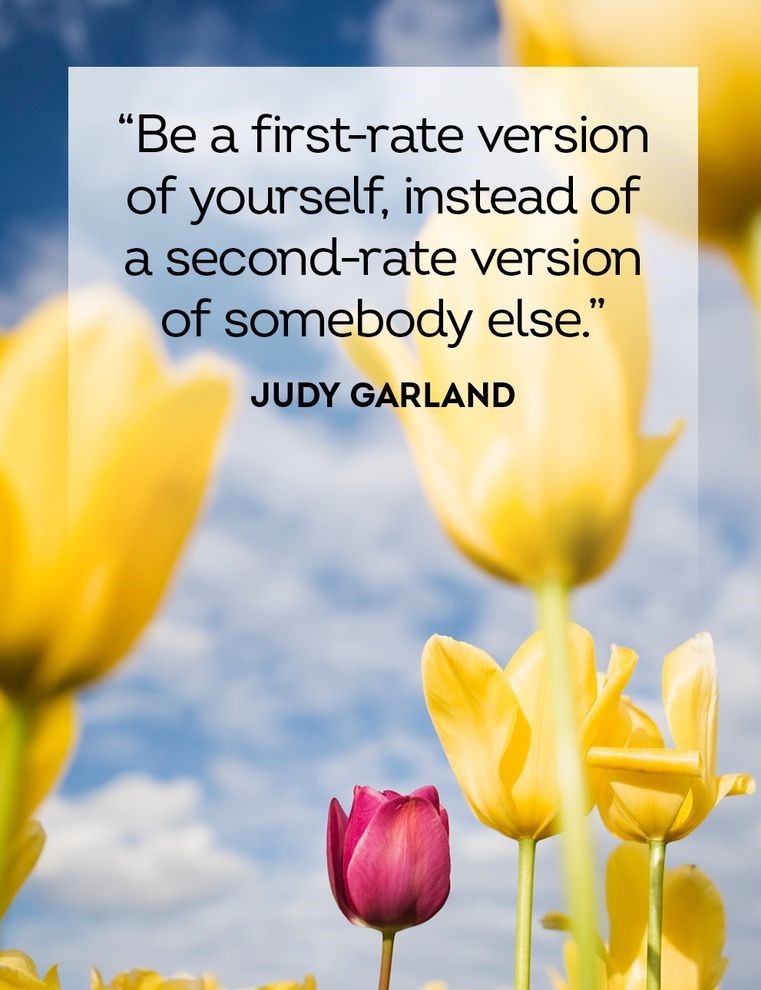 “Be a first-rate version
of yourself, instead of
a second-rate version
of somebody else.”
JUDY GARLAND